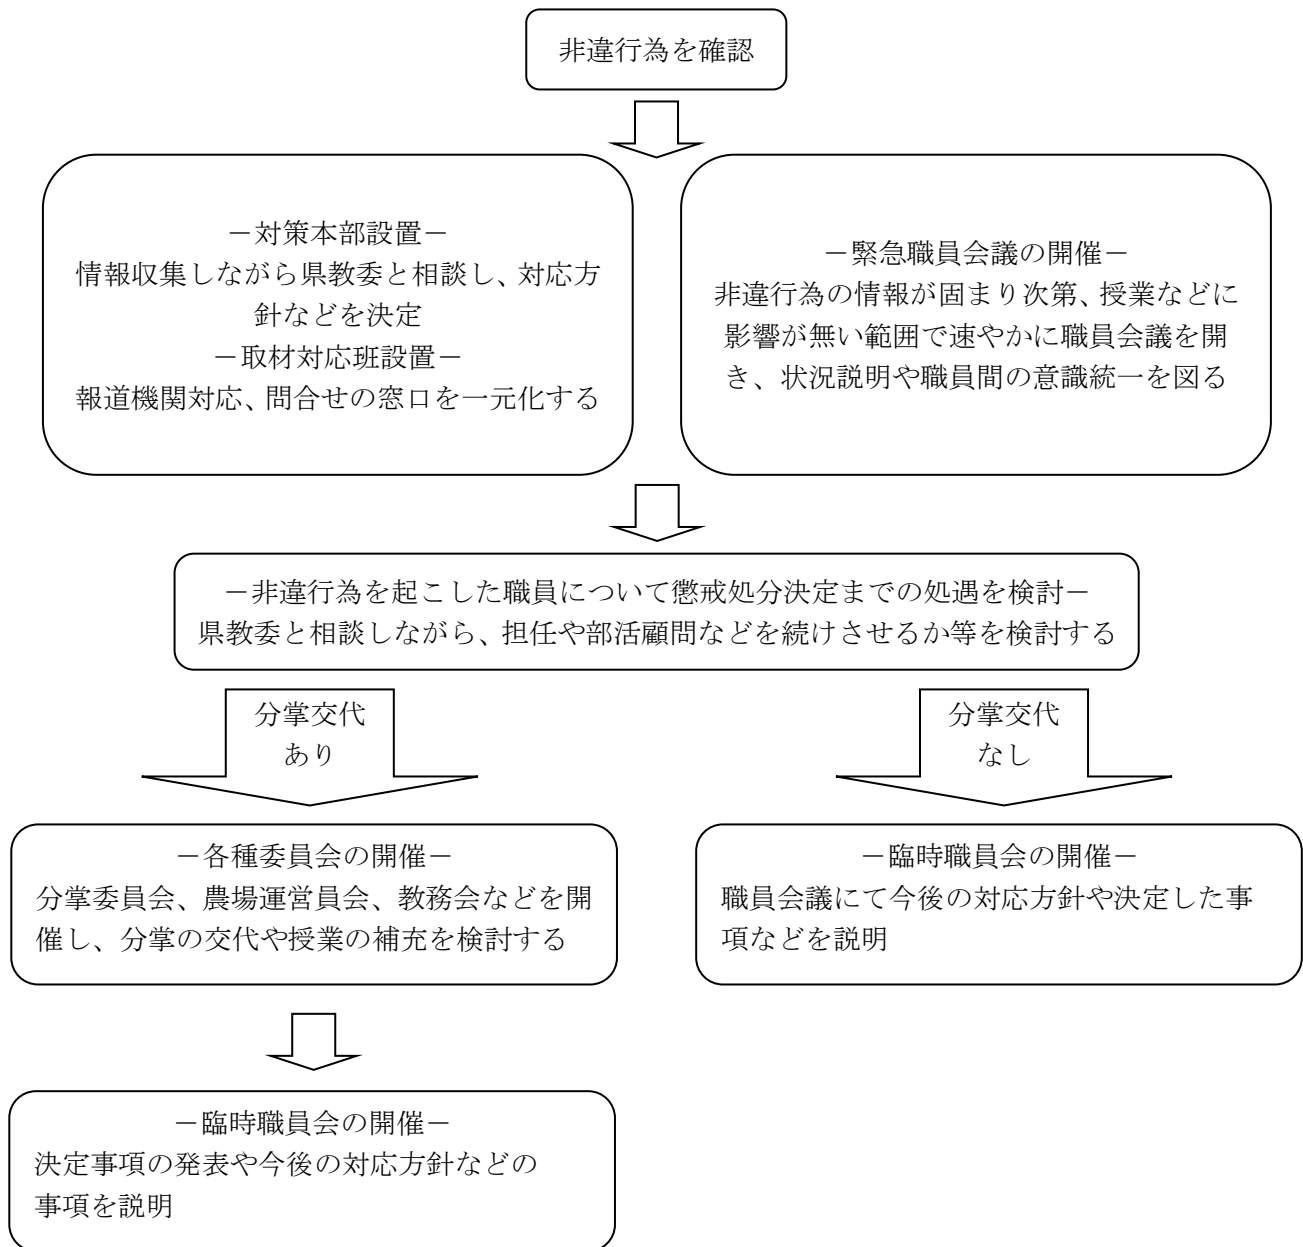 非違行為を確認
－対策本部設置－
情報収集しながら県教委と相談し、対応方
針などを決定
－取材対応班設置－
報道機関対応、問合せの窓口を一元化する
－緊急職員会議の開催－
非違行為の情報が固まり次第、授業などに
影響が無い範囲で速やかに職員会議を開
き、状況説明や職員間の意識統一を図る
－非違行為を起こした職員について懲戒処分決定までの処遇を検討－
県教委と相談しながら、担任や部活顧問などを続けさせるか等を検討する
分掌交代
あり
分掌交代
なし
－各種委員会の開催－
分掌委員会、農場運営員会、教務会などを開
催し、分掌の交代や授業の補充を検討する
－臨時職員会の開催－
職員会議にて今後の対応方針や決定した事
項などを説明
－臨時職員会の開催－
決定事項の発表や今後の対応方針などの
事項を説明